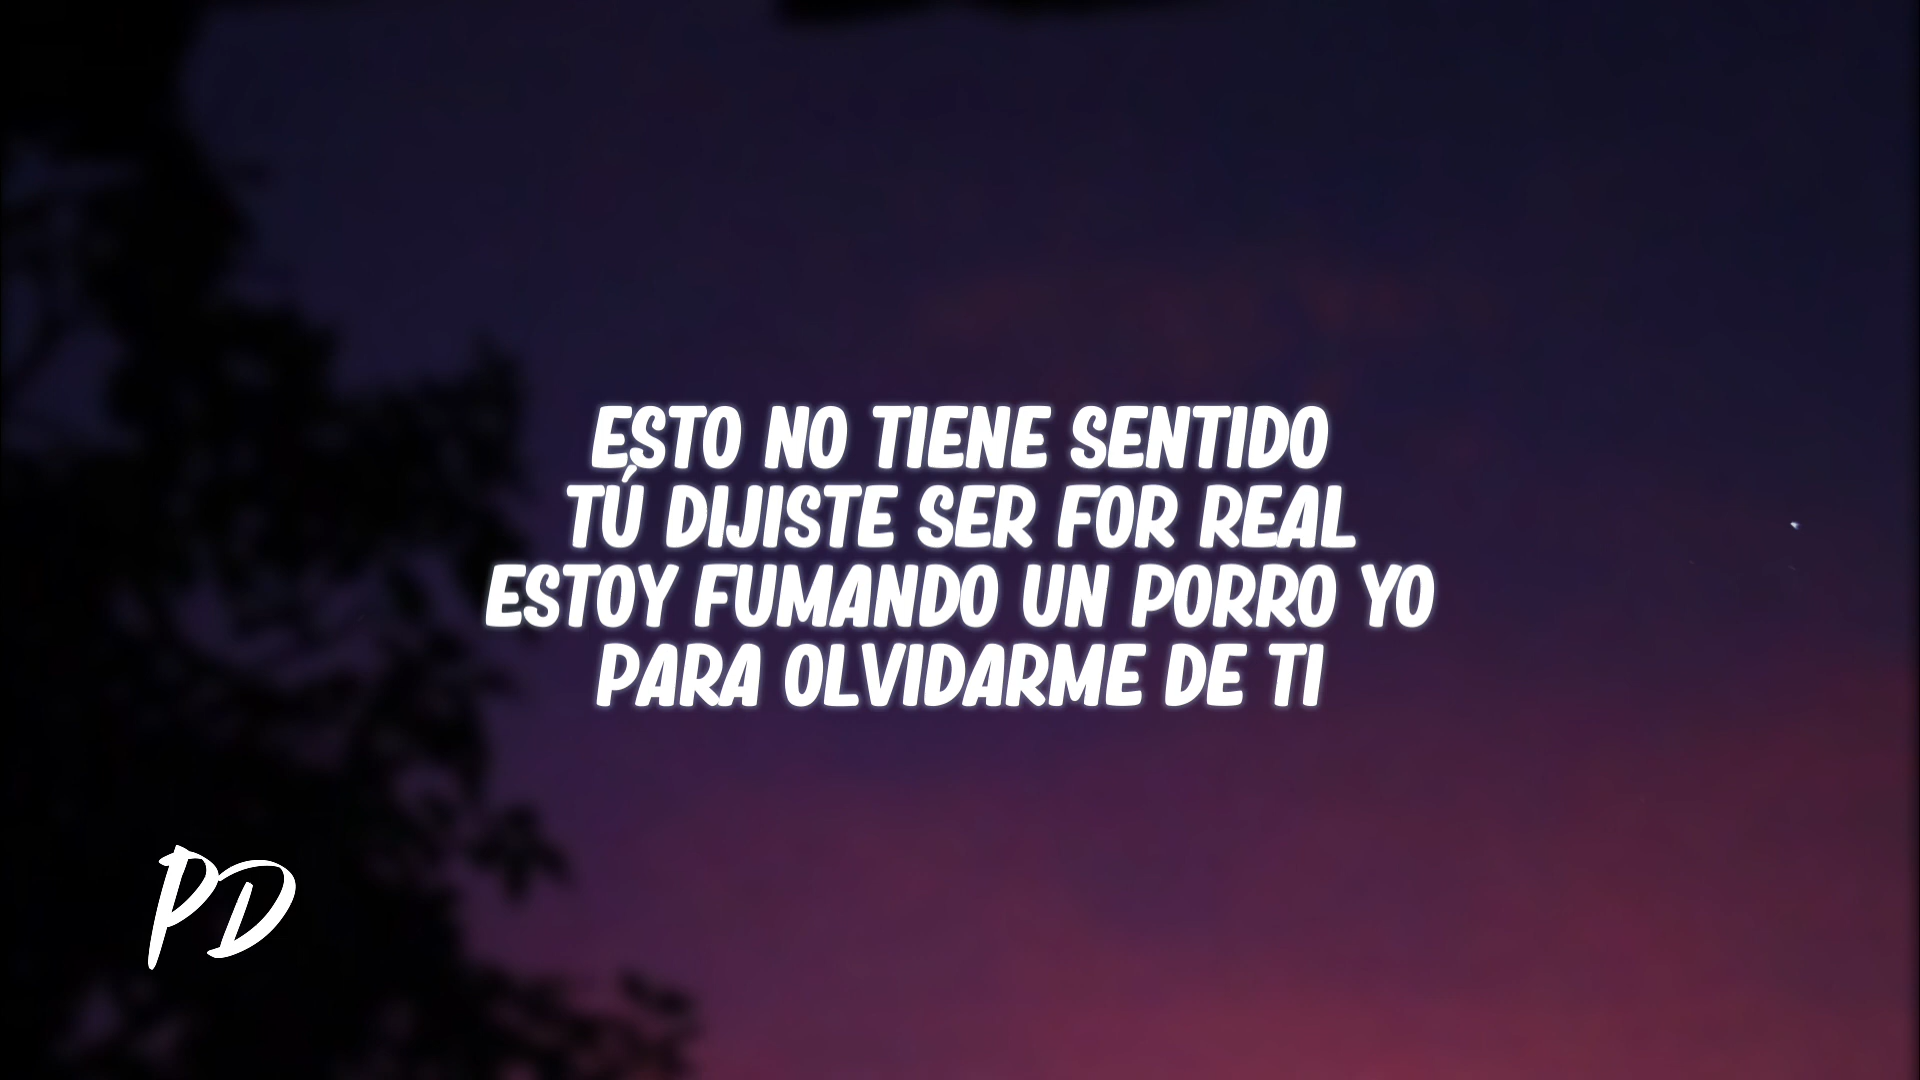 ESTO NO TIENE SENTIDO
TÚ DIJISTE SER FOR REAL
ESTOY FUMANDO UN PORRO YO
PARA OLVIDARME DE TI
PD